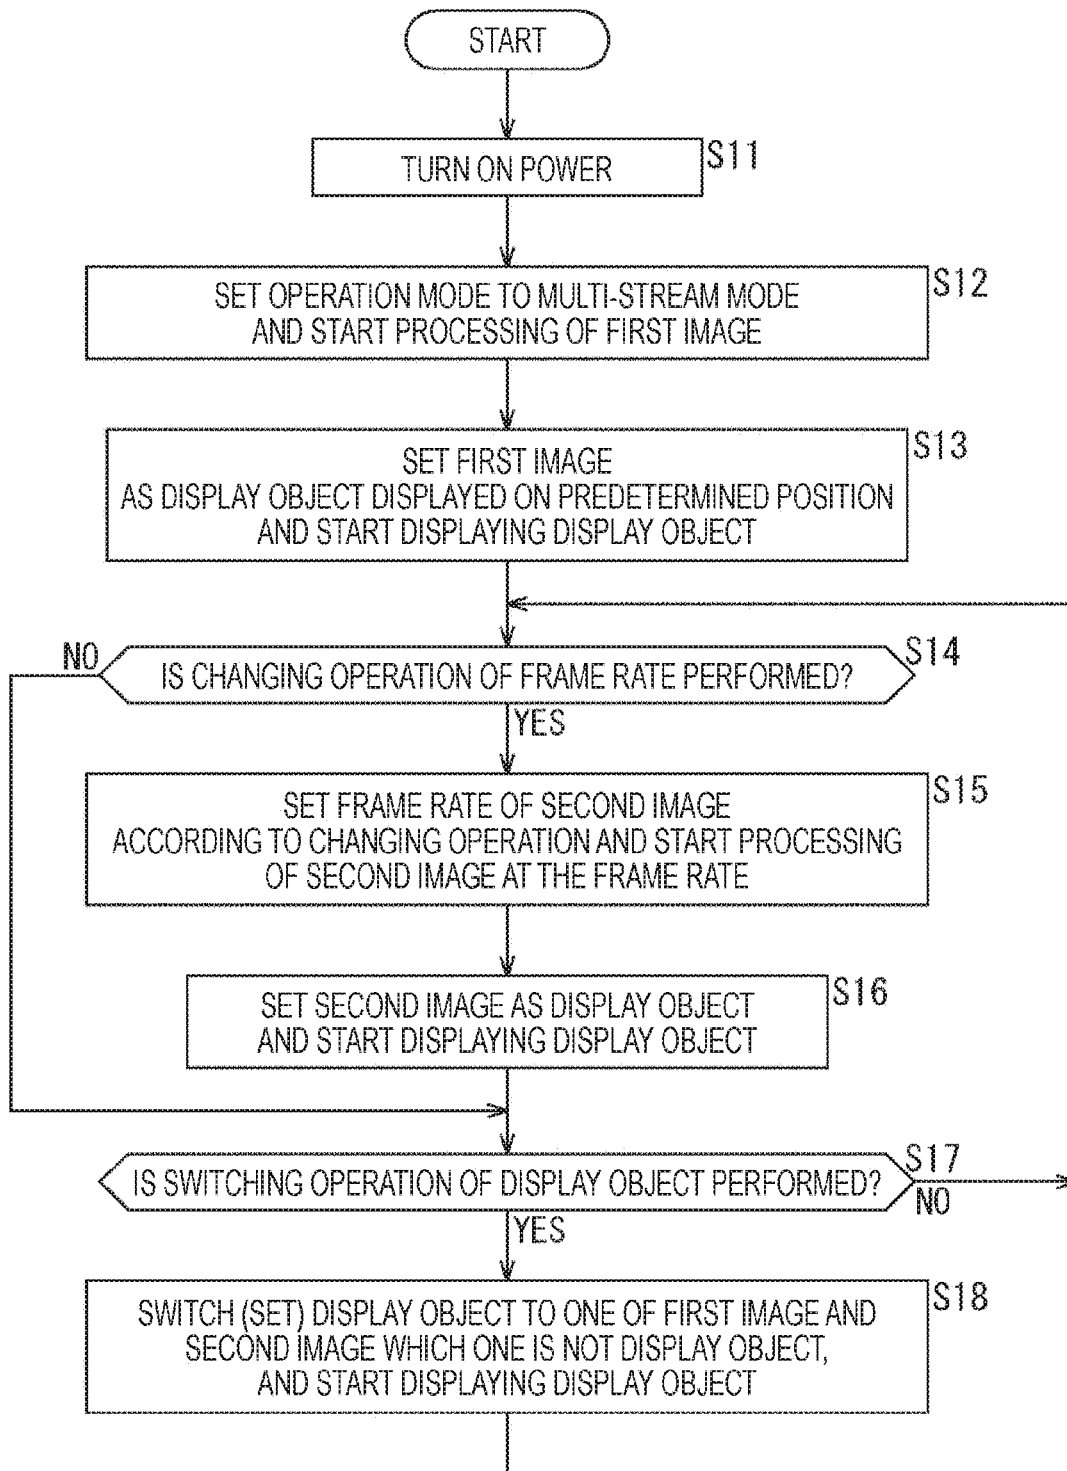 START
TURN ON POWER
S11
SET OPERATION MODE TO MULTI-STREAM MODE
AND START PROCESSING OF FIRST IMAGE
S12
SET FIRST IMAGE
AS DISPLAY OBJECT DISPLAYED ON PREDETERMINED POSITION
AND START DISPLAYING DISPLAY OBJECT
S13
NO
IS CHANGING OPERATION OF FRAME RATE PERFORMED?
S14
YES
SET FRAME RATE OF SECOND IMAGE
ACCORDING TO CHANGING OPERATION AND START PROCESSING
OF SECOND IMAGE AT THE FRAME RATE
S15
SET SECOND IMAGE AS DISPLAY OBJECT
AND START DISPLAYING DISPLAY OBJECT
S16
IS SWITCHING OPERATION OF DISPLAY OBJECT PERFORMED?
S17
NO
YES
SWITCH (SET) DISPLAY OBJECT TO ONE OF FIRST IMAGE AND
SECOND IMAGE WHICH ONE IS NOT DISPLAY OBJECT,
AND START DISPLAYING DISPLAY OBJECT
S18